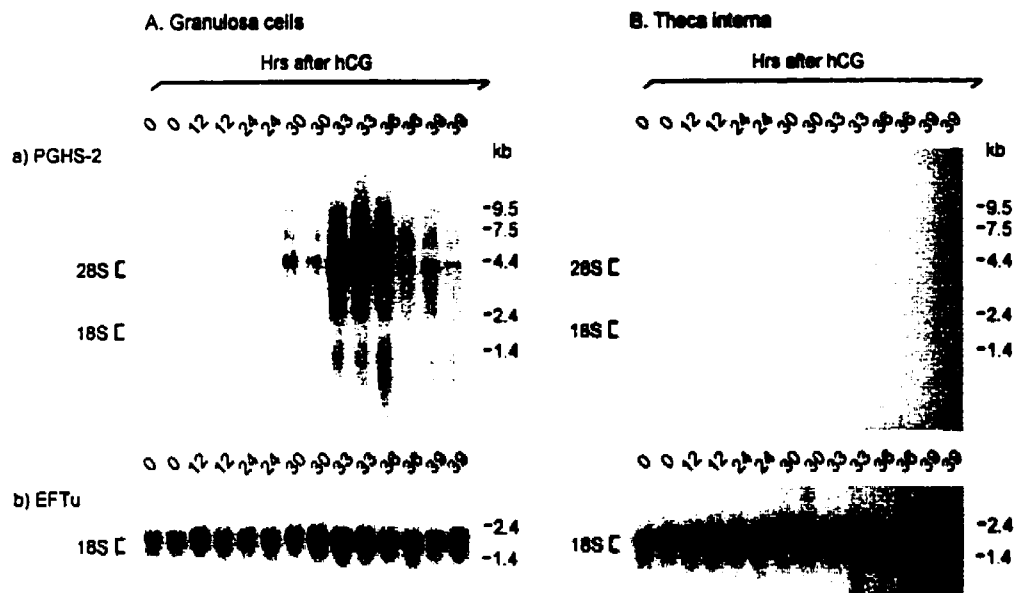 A. Granulosa cells
Hrs after hCG
0 0 12 12 24 24 30 30 33 33 36 36 39 39
a) PGHS-2
kb
-9.5
-7.5
28S [
-4.4
-2.4
18S [
-1.4
0 0 12 12 24 24 30 30 33 33 36 36 39 39
b) EFTu
-2.4
18S [
-1.4
B. Theca interna
Hrs after hCG
0 0 12 12 24 24 30 30 33 33 36 36 39 39
kb
-9.5
-7.5
28S [
-4.4
-2.4
18S [
-1.4
0 0 12 12 24 24 30 30 33 33 36 36 39 39
-2.4
18S [
-1.4